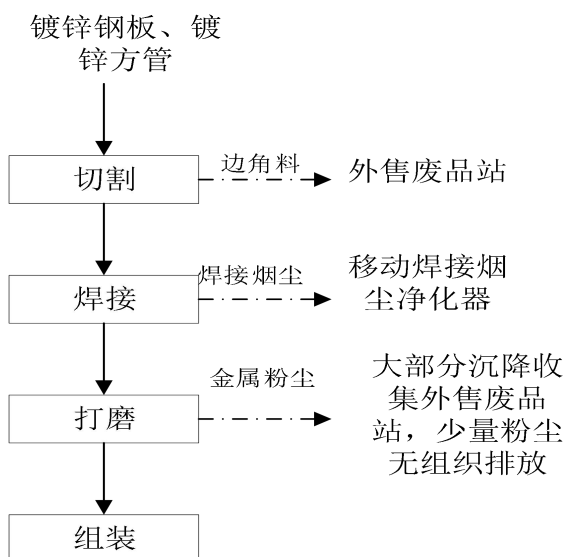 镀锌钢板、镀
锌方管
切割
边角料
外售废品站
焊接
焊接烟尘
移动焊接烟
尘净化器
打磨
金属粉尘
大部分沉降收
集外售废品
站，少量粉尘
无组织排放
组装